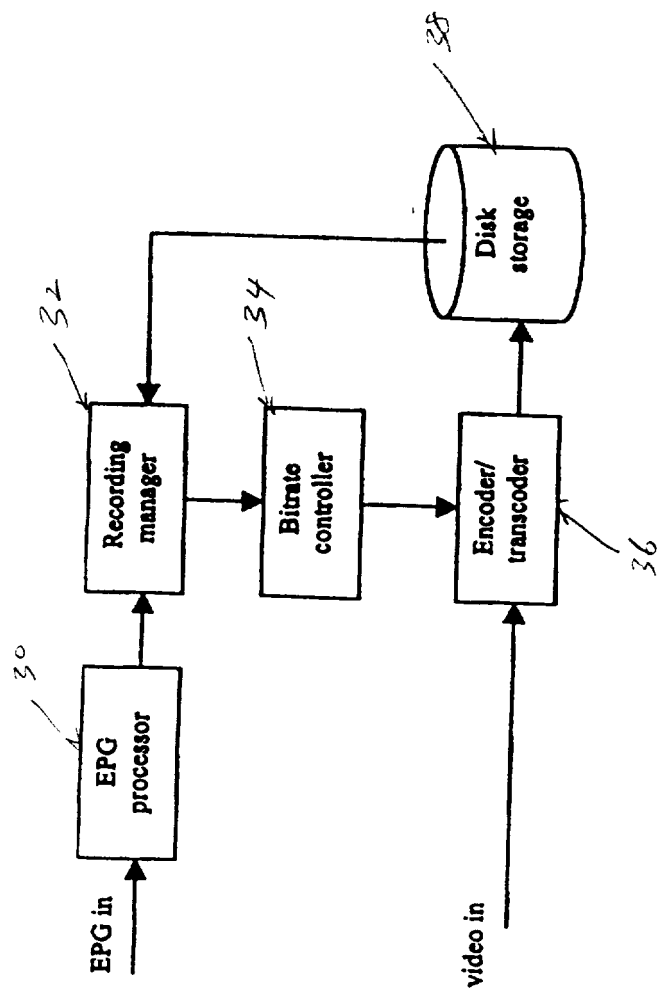 EPG in
30
EPG
processor
32
Recording
manager
34
Bitrate
controller
video in
Encoder/
transcoder
36
38
Disk
storage